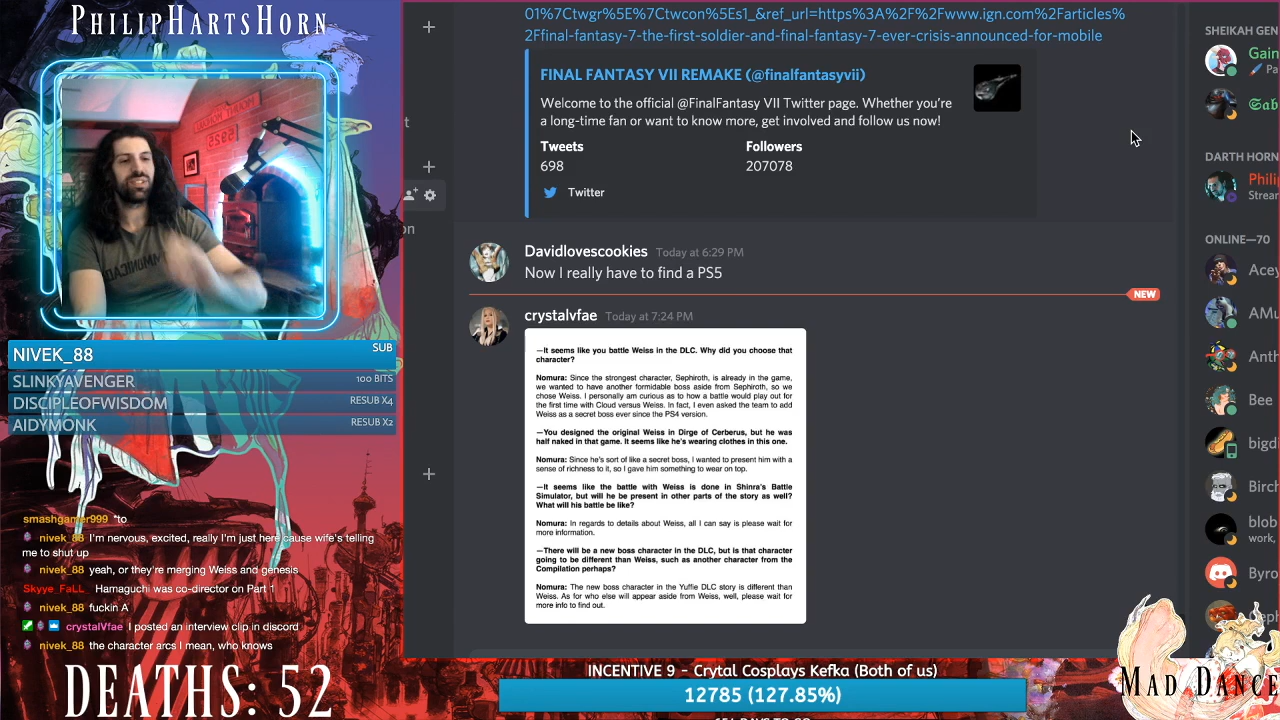 PHILIPHARTSHORN
NIVEK_88 SUB
SLINKYAVENGER 100 BITS
DISCIPLEOFWISDOM RESUB X4
AIDYMONK RESUB X2
smashgamer999 *to
nivek_88 I'm nervous, excited, really I'm just here cause wife's telling
me to shut up
nivek_88 yeah, or they're merging Weiss and genesis
Skyye_FaLL Hamaguchi was co-director on Part 1
nivek_88 fuckin A
crystalVfae I posted an interview clip in discord
nivek_88 the character arcs I mean, who knows
DEATHS: 52
01%7Ctwgr%5E%7Ctwcon%5Es1_&ref_url=https%3A%2F%2Fwww.ign.com%2Farticles%
2Ffinal-fantasy-7-the-first-soldier-and-final-fantasy-7-ever-crisis-announced-for-mobile
FINAL FANTASY VII REMAKE (@finalfantasyvii)
Welcome to the official @FinalFantasy VII Twitter page. Whether you're
a long-time fan or want to know more, get involved and follow us now!
Tweets Followers
698 207078
Twitter
Davidlovescookies Today at 6:29 PM
Now I really have to find a PS5
NEW
crystalvfae Today at 7:24 PM
—It seems like you battle Weiss in the DLC. Why did you choose that
character?
Nomura: Since the strongest character, Sephiroth, is already in the game,
we wanted to have another formidable boss aside from Sephiroth, so we
chose Weiss. I personally am curious as to how a battle would play out for
the first time with Cloud versus Weiss. In fact, I even asked the team to add
Weiss as a secret boss ever since the PS4 version.
—You designed the original Weiss in Dirge of Cerberus, but he was
half naked in that game. It seems like he's wearing clothes in this one.
Nomura: Since he's sort of like a secret boss, I wanted to present him with a
sense of richness to it, so I gave him something to wear on top.
—It seems like the battle with Weiss is done in Shinra's Battle
Simulator, but will he be present in other parts of the story as well?
What will his battle be like?
Nomura: In regards to details about Weiss, all I can say is please wait for
more information.
—There will be a new boss character in the DLC, but is that character
going to be different than Weiss, such as another character from the
Compilation perhaps?
Nomura: The new boss character in the Yuffie DLC story is different than
Weiss. As for who else will appear aside from Weiss, well, please wait for
more info to find out.
INCENTIVE 9 - Crytal Cosplays Kefka (Both of us)
12785 (127.85%)
SHEIKAH GEN
Gain
Pa
DARTH HORN
Phili
Strean
ONLINE—70
Acey
AMu
Anth
Bee
bigd
Birch
blok
work,
MAD DANCE